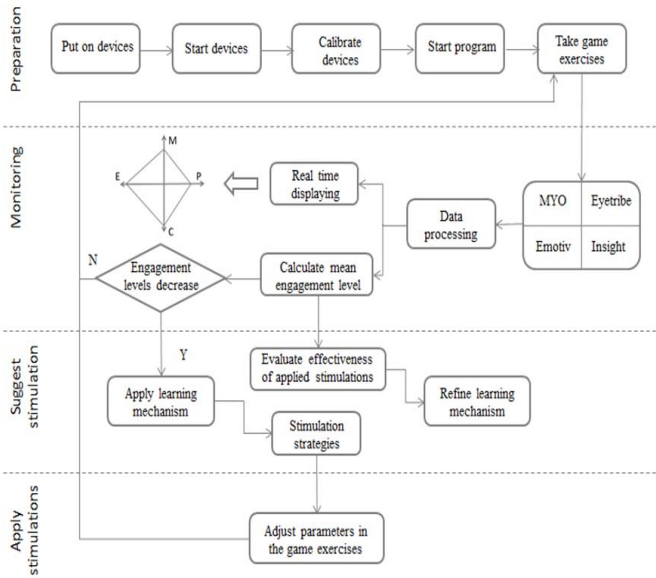 Preparation
Put on devices
Start devices
Calibrate
devices
Start program
Take game
exercises
Monitoring
M
E
P
C
Real time
displaying
Data
processing
MYO
Eyetribe
Emotiv
Insight
N
Engagement
levels decrease
Calculate mean
engagement level
Suggest
stimulation
Y
Evaluate effectiveness
of applied stimulations
Apply learning
mechanism
Refine learning
mechanism
Stimulation
strategies
Apply
stimulations
Adjust parameters in
the game exercises